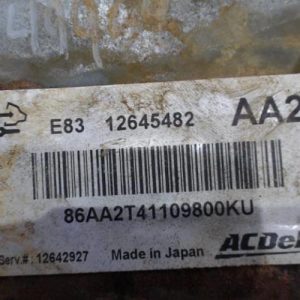 E83 12645482 AA2
86AA2T41109800KU
Serv.#: 12642927 Made in Japan ACDel